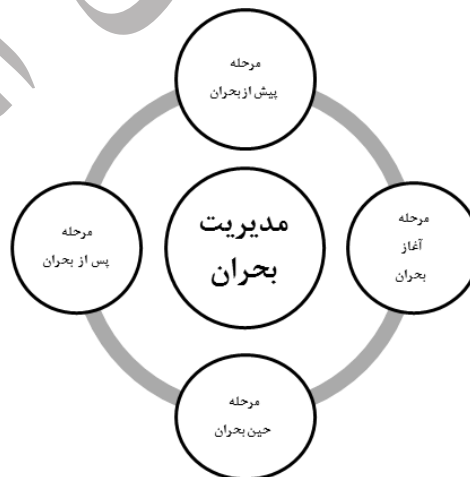 مرحله
پیش از بحران
مرحله
آغاز
بحران
مدیریت
بحران
مرحله
پس از بحران
مرحله
حین بحران